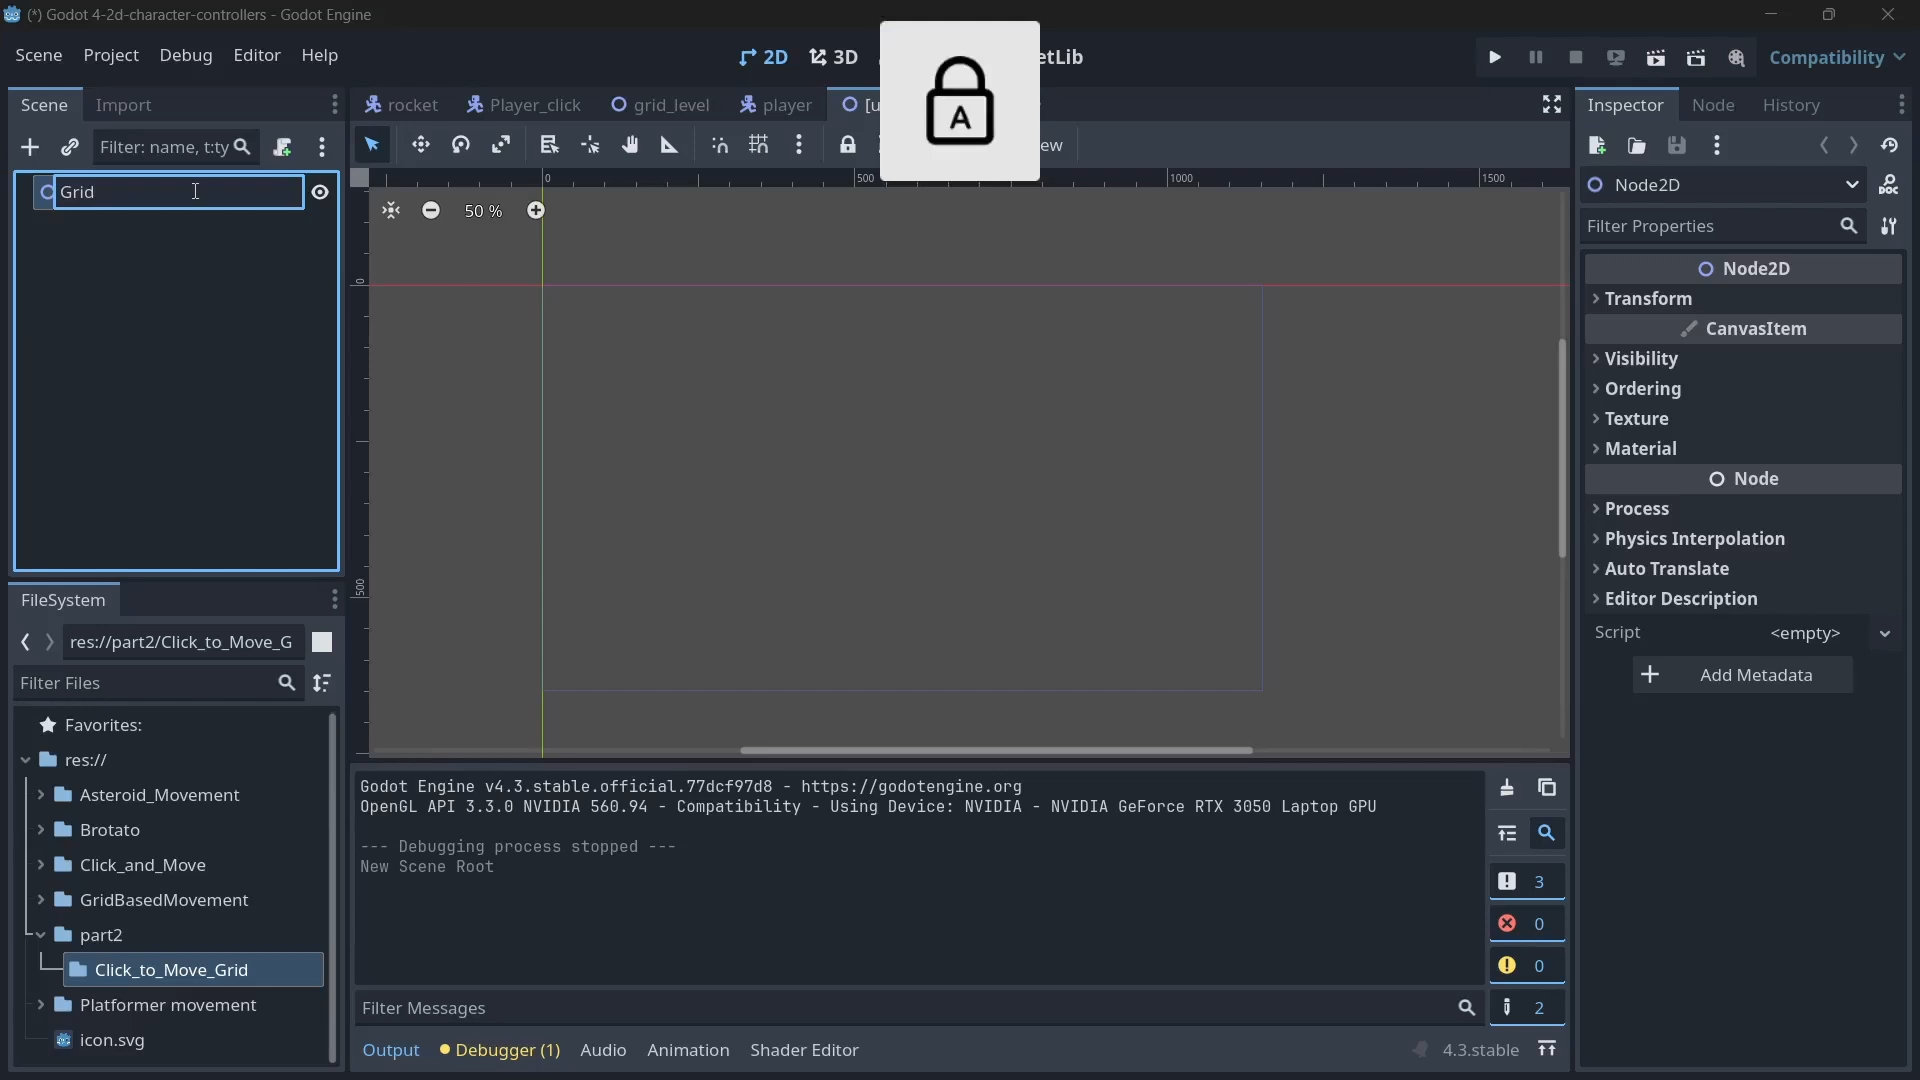 (*) Godot 4-2d-character-controllers - Godot Engine
Scene Project Debug Editor Help
2D 3D etLib
Compatibility
Scene Import
rocket Player_click grid_level player [u
Inspector Node History
Filter: name, t:ty
A
ew
Grid
0 500 1000 1500
50 %
0
500
Node2D
Filter Properties
Node2D
Transform
CanvasItem
Visibility
Ordering
Texture
Material
Node
Process
Physics Interpolation
Auto Translate
Editor Description
Script <empty>
Add Metadata
FileSystem
res://part2/Click_to_Move_G
Filter Files
Favorites:
res://
Asteroid_Movement
Brotato
Click_and_Move
GridBasedMovement
part2
Click_to_Move_Grid
Platformer movement
icon.svg
Godot Engine v4.3.stable.official.77dcf97d8 - https://godotengine.org
OpenGL API 3.3.0 NVIDIA 560.94 - Compatibility - Using Device: NVIDIA - NVIDIA GeForce RTX 3050 Laptop GPU
--- Debugging process stopped ---
New Scene Root
3
0
0
2
Filter Messages
Output Debugger (1) Audio Animation Shader Editor
4.3.stable